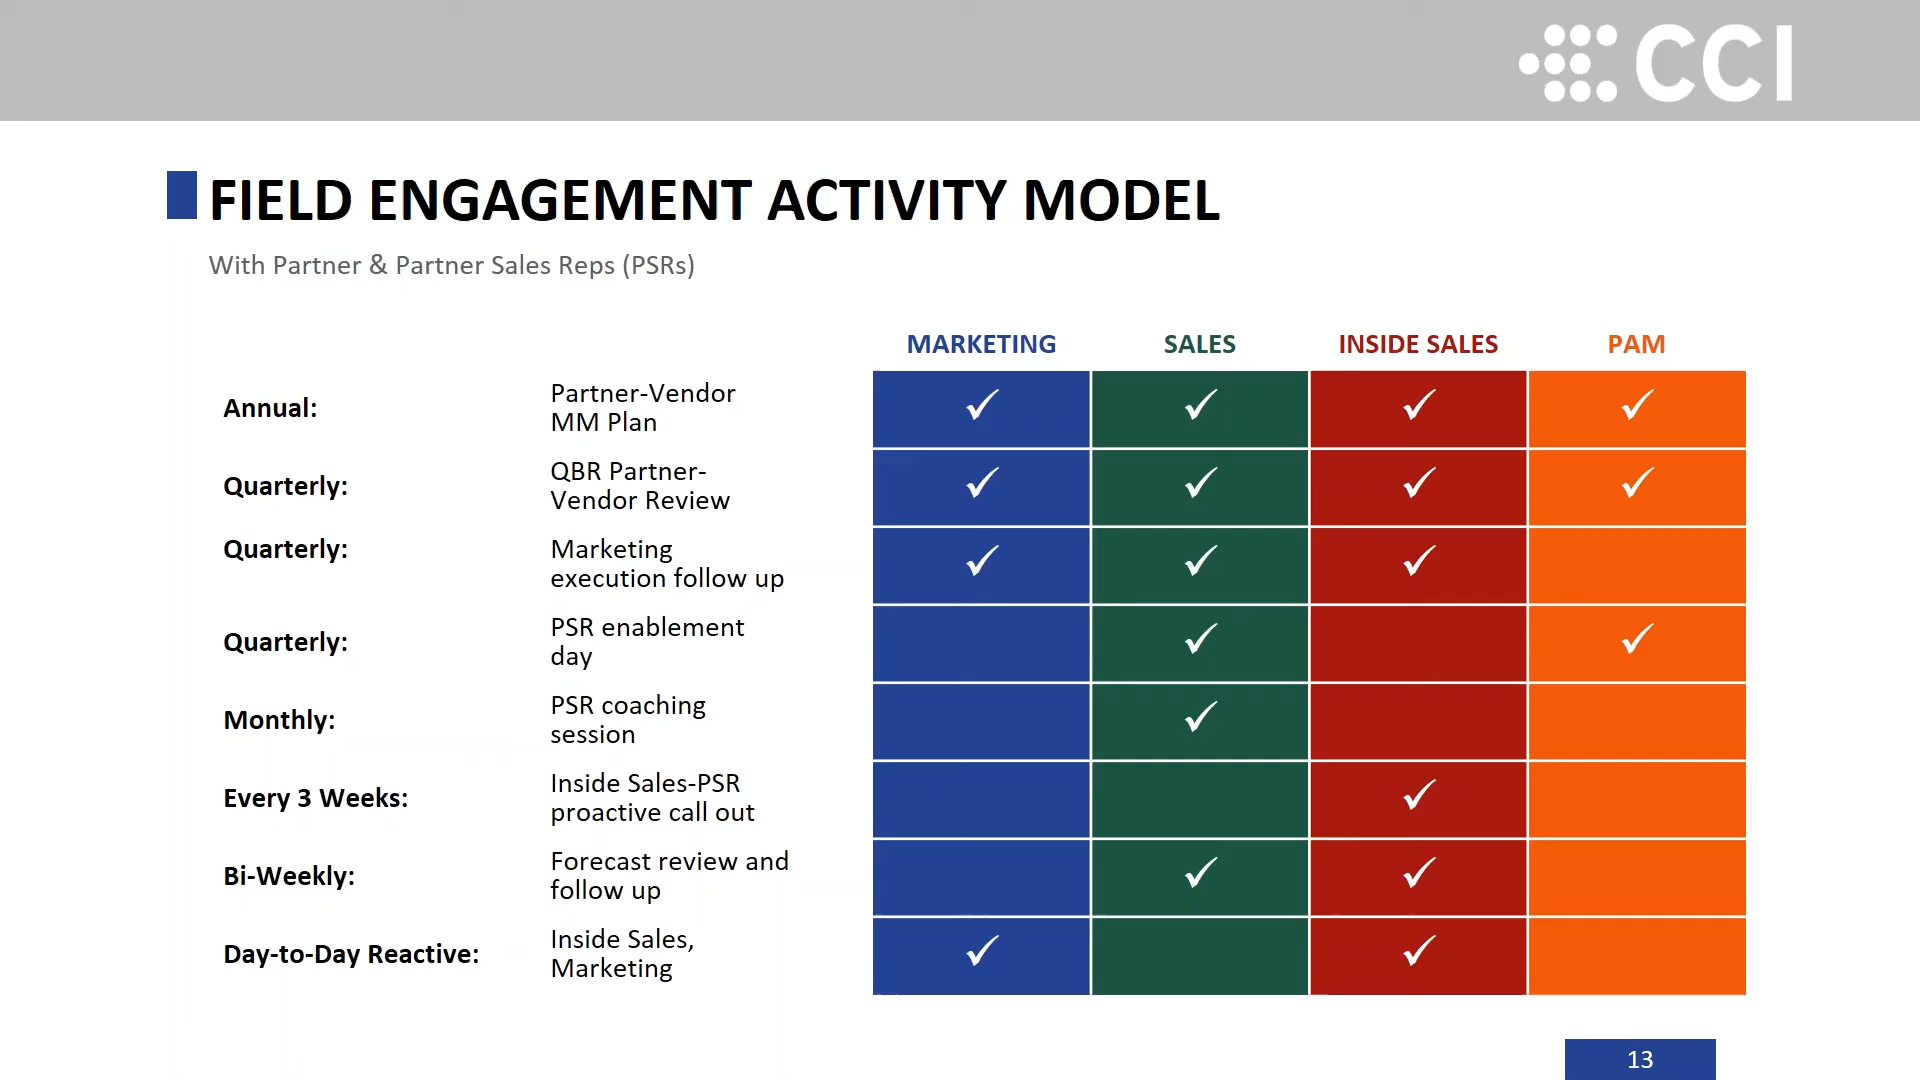 CCI
FIELD ENGAGEMENT ACTIVITY MODEL
With Partner & Partner Sales Reps (PSRs)
MARKETING SALES INSIDE SALES PAM
Annual: Partner-Vendor
MM Plan
✓ ✓ ✓ ✓
Quarterly: QBR Partner-
Vendor Review
✓ ✓ ✓ ✓
Quarterly: Marketing
execution follow up
✓ ✓ ✓
Quarterly: PSR enablement
day
✓ ✓
Monthly: PSR coaching
session
✓
Every 3 Weeks: Inside Sales-PSR
proactive call out
✓
Bi-Weekly: Forecast review and
follow up
✓ ✓
Day-to-Day Reactive: Inside Sales,
Marketing
✓ ✓
13